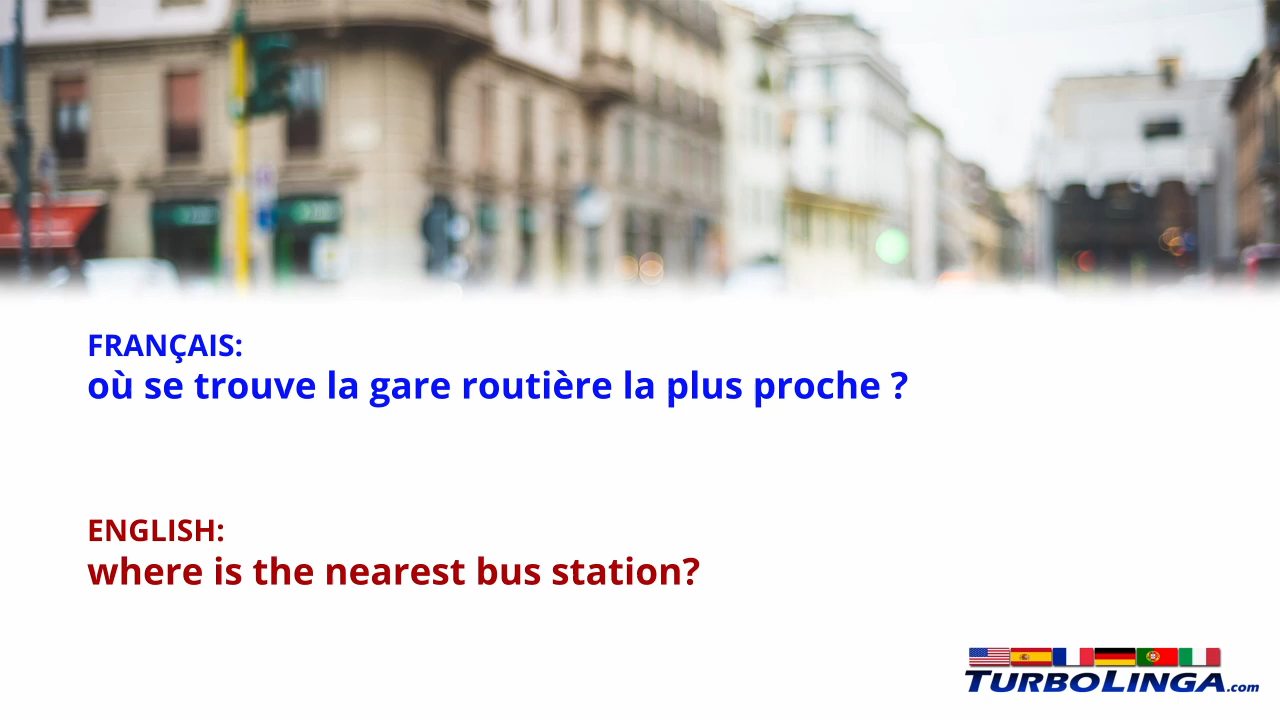 FRANÇAIS:
où se trouve la gare routière la plus proche ?
ENGLISH:
where is the nearest bus station?
TURBOLINGA.com